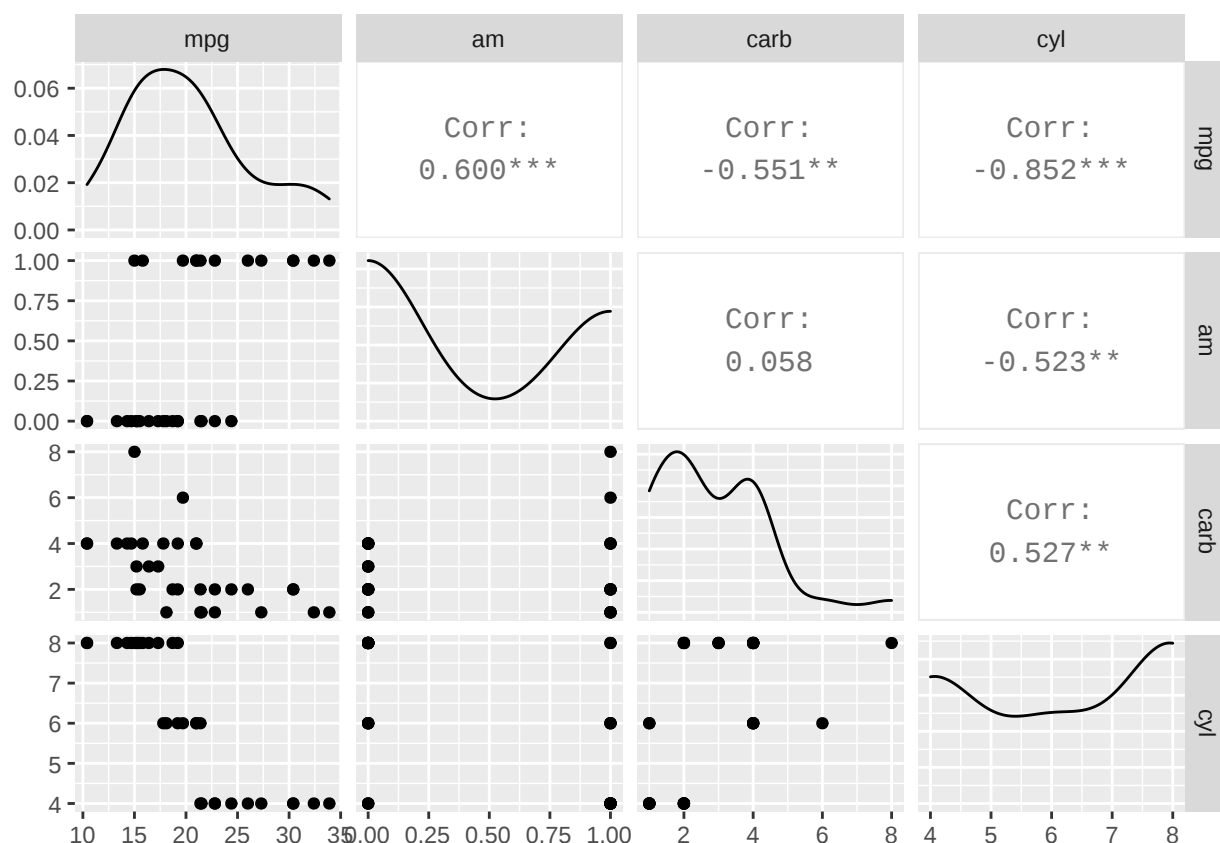 mpg am carb cyl
0.06
0.04
0.02
0.00
Corr:
0.600***
Corr:
-0.551**
Corr:
-0.852***
mpg
1.00
0.75
0.50
0.25
0.00
Corr:
0.058
Corr:
-0.523**
am
8
6
4
2
Corr:
0.527**
carb
8
7
6
5
4
cyl
10 15 20 25 30 35 0.00 0.25 0.50 0.75 1.00 2 4 6 8 4 5 6 7 8